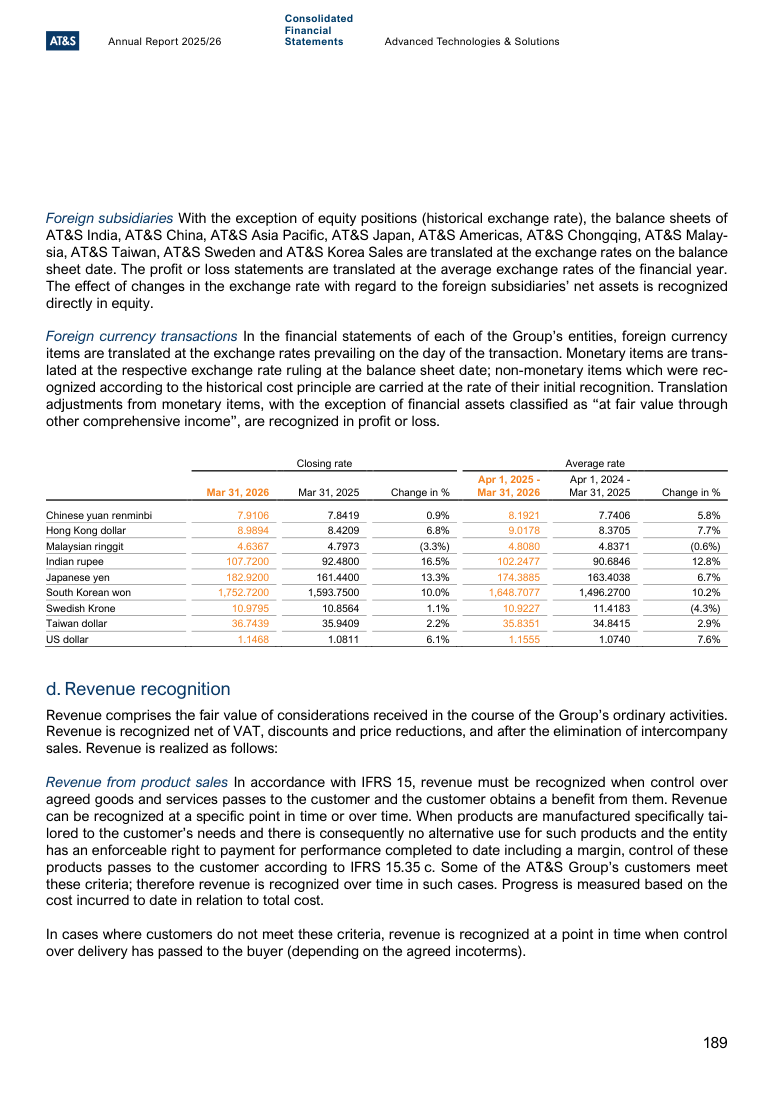 AT&S
Annual Report 2025/26
Consolidated
Financial
Statements
Advanced Technologies & Solutions
Foreign subsidiaries With the exception of equity positions (historical exchange rate), the balance sheets of
AT&S India, AT&S China, AT&S Asia Pacific, AT&S Japan, AT&S Americas, AT&S Chongqing, AT&S Malay-
sia, AT&S Taiwan, AT&S Sweden and AT&S Korea Sales are translated at the exchange rates on the balance
sheet date. The profit or loss statements are translated at the average exchange rates of the financial year.
The effect of changes in the exchange rate with regard to the foreign subsidiaries’ net assets is recognized
directly in equity.
Foreign currency transactions In the financial statements of each of the Group’s entities, foreign currency
items are translated at the exchange rates prevailing on the day of the transaction. Monetary items are trans-
lated at the respective exchange rate ruling at the balance sheet date; non-monetary items which were rec-
ognized according to the historical cost principle are carried at the rate of their initial recognition. Translation
adjustments from monetary items, with the exception of financial assets classified as “at fair value through
other comprehensive income”, are recognized in profit or loss.
Closing rate Average rate
Mar 31, 2026 Mar 31, 2025 Change in % Apr 1, 2025 - Mar 31, 2026 Apr 1, 2024 - Mar 31, 2025 Change in %
Chinese yuan renminbi 7.9106 7.8419 0.9% 8.1921 7.7406 5.8%
Hong Kong dollar 8.9894 8.4209 6.8% 9.0178 8.3705 7.7%
Malaysian ringgit 4.6367 4.7973 (3.3%) 4.8080 4.8371 (0.6%)
Indian rupee 107.7200 92.4800 16.5% 102.2477 90.6846 12.8%
Japanese yen 182.9200 161.4400 13.3% 174.3885 163.4038 6.7%
South Korean won 1,752.7200 1,593.7500 10.0% 1,648.7077 1,496.2700 10.2%
Swedish Krone 10.9795 10.8564 1.1% 10.9227 11.4183 (4.3%)
Taiwan dollar 36.7439 35.9409 2.2% 35.8351 34.8415 2.9%
US dollar 1.1468 1.0811 6.1% 1.1555 1.0740 7.6%
d. Revenue recognition
Revenue comprises the fair value of considerations received in the course of the Group’s ordinary activities.
Revenue is recognized net of VAT, discounts and price reductions, and after the elimination of intercompany
sales. Revenue is realized as follows:
Revenue from product sales In accordance with IFRS 15, revenue must be recognized when control over
agreed goods and services passes to the customer and the customer obtains a benefit from them. Revenue
can be recognized at a specific point in time or over time. When products are manufactured specifically tai-
lored to the customer’s needs and there is consequently no alternative use for such products and the entity
has an enforceable right to payment for performance completed to date including a margin, control of these
products passes to the customer according to IFRS 15.35 c. Some of the AT&S Group’s customers meet
these criteria; therefore revenue is recognized over time in such cases. Progress is measured based on the
cost incurred to date in relation to total cost.
In cases where customers do not meet these criteria, revenue is recognized at a point in time when control
over delivery has passed to the buyer (depending on the agreed incoterms).
189